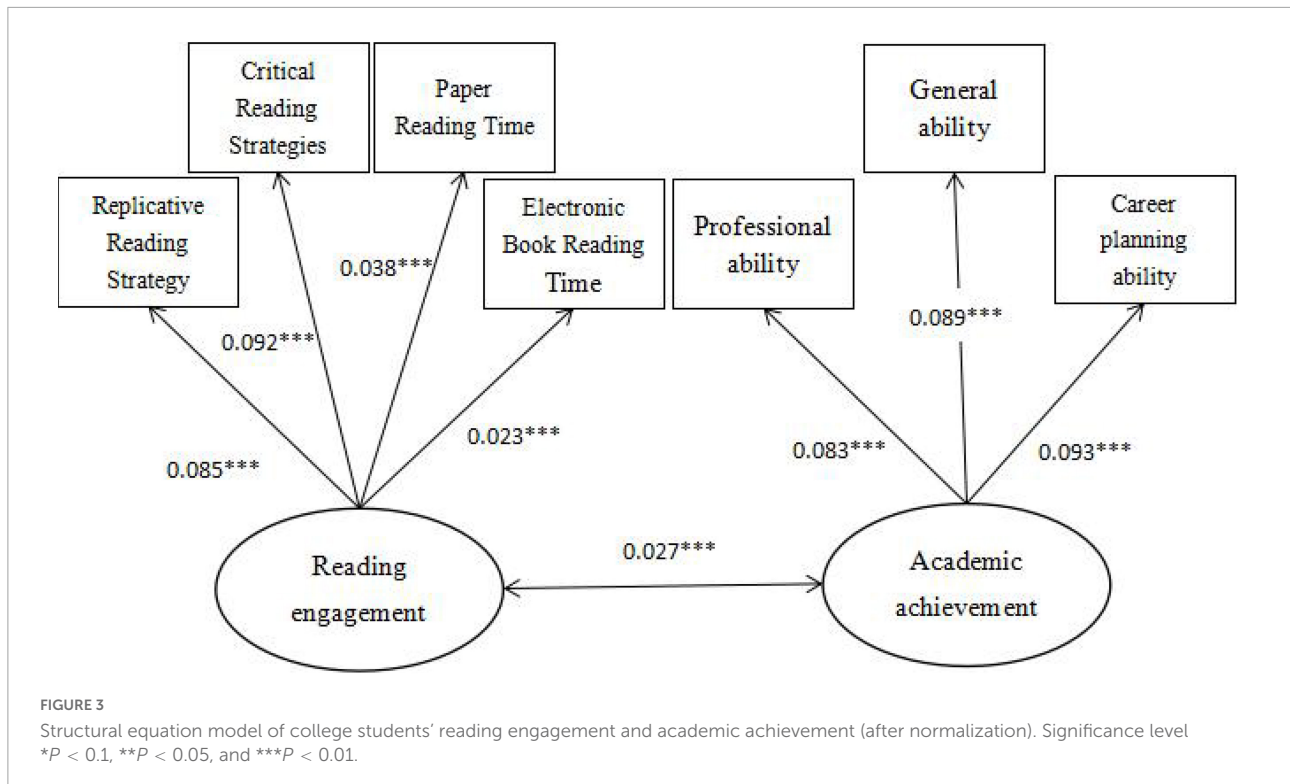 Critical
Reading
Strategies
Paper
Reading Time
General
ability
Replicative
Reading
Strategy
Electronic
Book Reading
Time
Professional
ability
Career
planning
ability
0.038***
0.092***
0.089***
0.085***
0.023***
0.083***
0.093***
0.027***
Reading
engagement
Academic
achievement
FIGURE 3
Structural equation model of college students’ reading engagement and academic achievement (after normalization). Significance level
*P < 0.1, **P < 0.05, and ***P < 0.01.